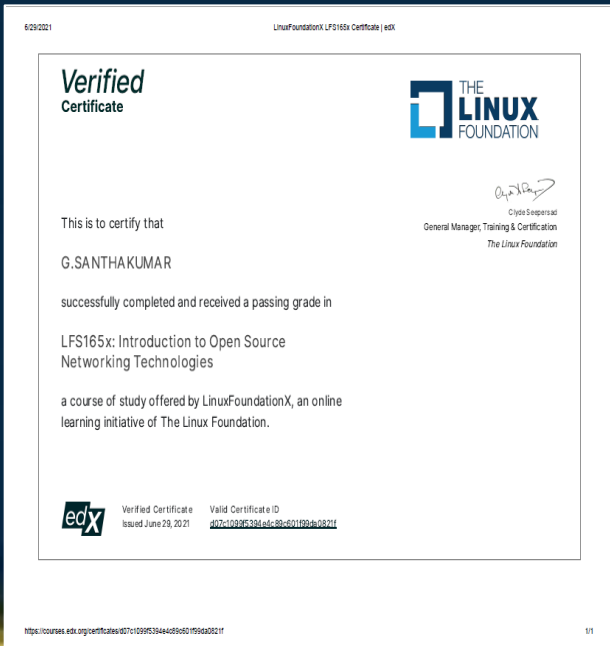 6/29/2021
LinuxFoundationX LFS165x Certificate | edX
Verified
Certificate
THE
LINUX
FOUNDATION
Clyde Seepersad
General Manager, Training & Certification
The Linux Foundation
This is to certify that
G.SANTHAKUMAR
successfully completed and received a passing grade in
LFS165x: Introduction to Open Source
Networking Technologies
a course of study offered by LinuxFoundationX, an online
learning initiative of The Linux Foundation.
edX
Verified Certificate
Issued June 29, 2021
Valid Certificate ID
d07c1099f5394e4c89c601f99da0821f
https://courses.edx.org/certificates/d07c1099f5394e4c89c601f99da0821f
1/1